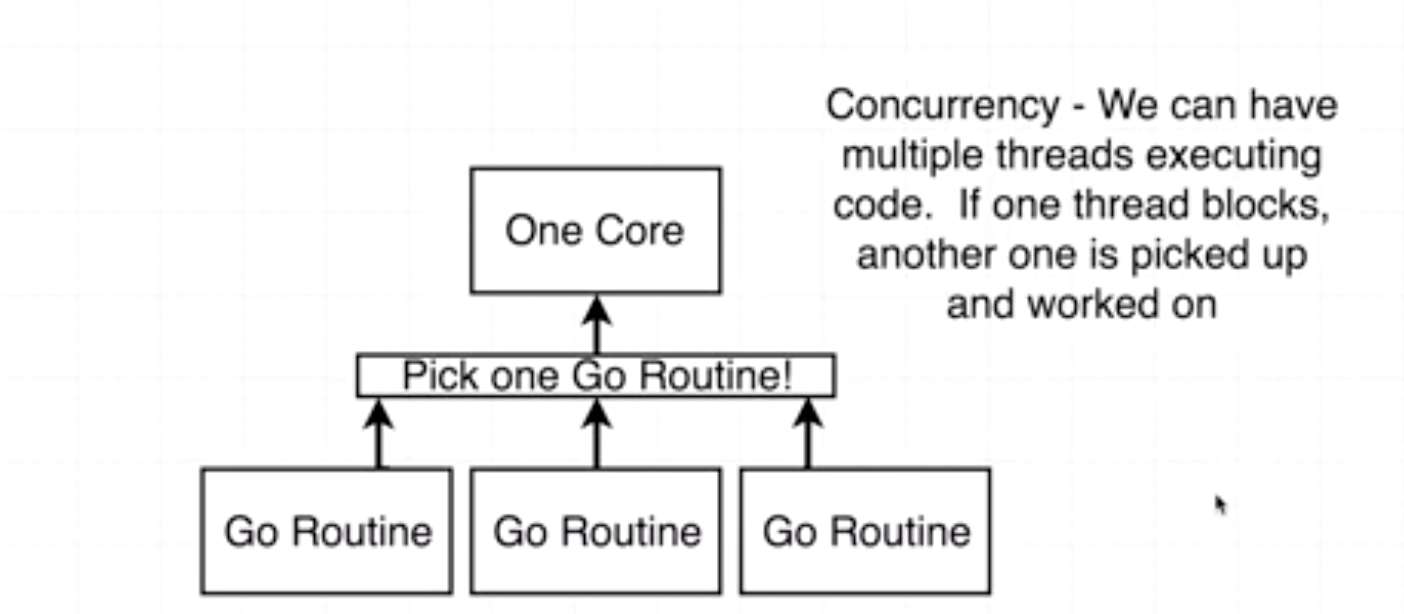 Concurrency - We can have
multiple threads executing
code.  If one thread blocks,
another one is picked up
and worked on
One Core
Pick one Go Routine!
Go Routine
Go Routine
Go Routine